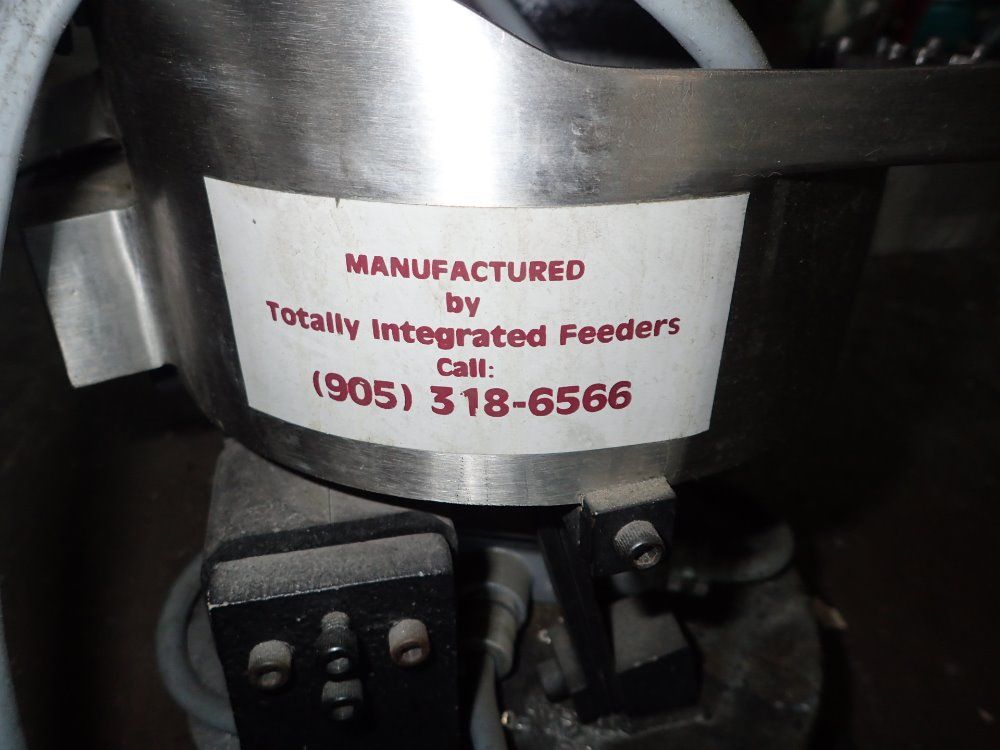 MANUFACTURED
by
Totally Integrated Feeders
Call:
(905) 318-6566